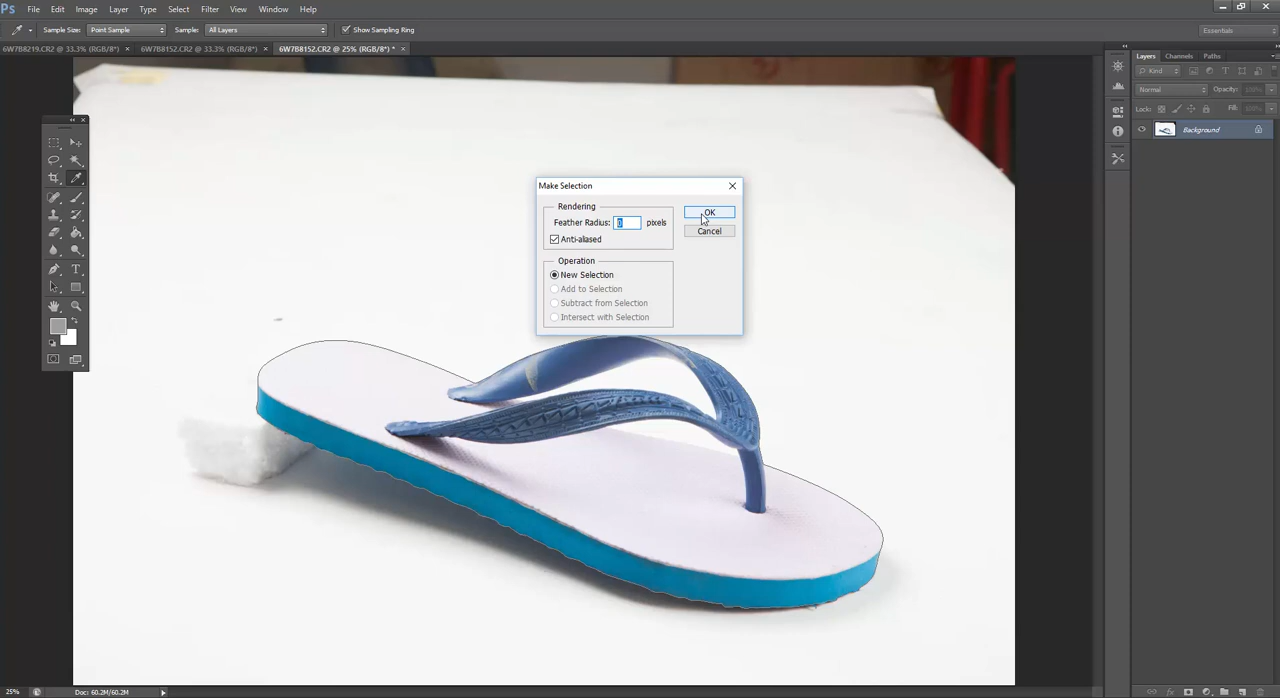 Ps File Edit Image Layer Type Select Filter View Window Help
Sample Size: Point Sample Sample: All Layers Show Sampling Ring Essentials
6W7B8219.CR2 @ 33.3% (RGB/8*) × 6W7B8152.CR2 @ 33.3% (RGB/8*) × 6W7B8152.CR2 @ 25% (RGB/8*) * ×
Layers Channels Paths
Kind
Normal Opacity: 100%
Lock: Fill: 100%
Background
Make Selection
Rendering
Feather Radius: 0 pixels
Anti-aliased
OK
Cancel
Operation
New Selection
Add to Selection
Subtract from Selection
Intersect with Selection
25% Doc: 60.2M/60.2M